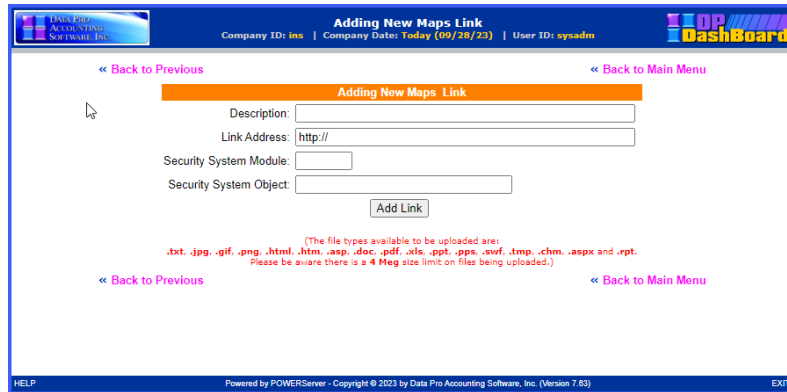 DATA PRO
ACCOUNTING
SOFTWARE, INC.
Adding New Maps Link
Company ID: ins | Company Date: Today (09/28/23) | User ID: sysadm
DP
DashBoard
« Back to Previous
« Back to Main Menu
Adding New Maps Link
Description:
Link Address: http://
Security System Module:
Security System Object:
Add Link
(The file types available to be uploaded are:
.txt, .jpg, .gif, .png, .html, .htm, .asp, .doc, .pdf, .xls, .ppt, .pps, .swf, .tmp, .chm, .aspx and .rpt.
Please be aware there is a 4 Meg size limit on files being uploaded.)
« Back to Previous
« Back to Main Menu
HELP
Powered by POWERServer - Copyright © 2023 by Data Pro Accounting Software, Inc. (Version 7.63)
EXIT